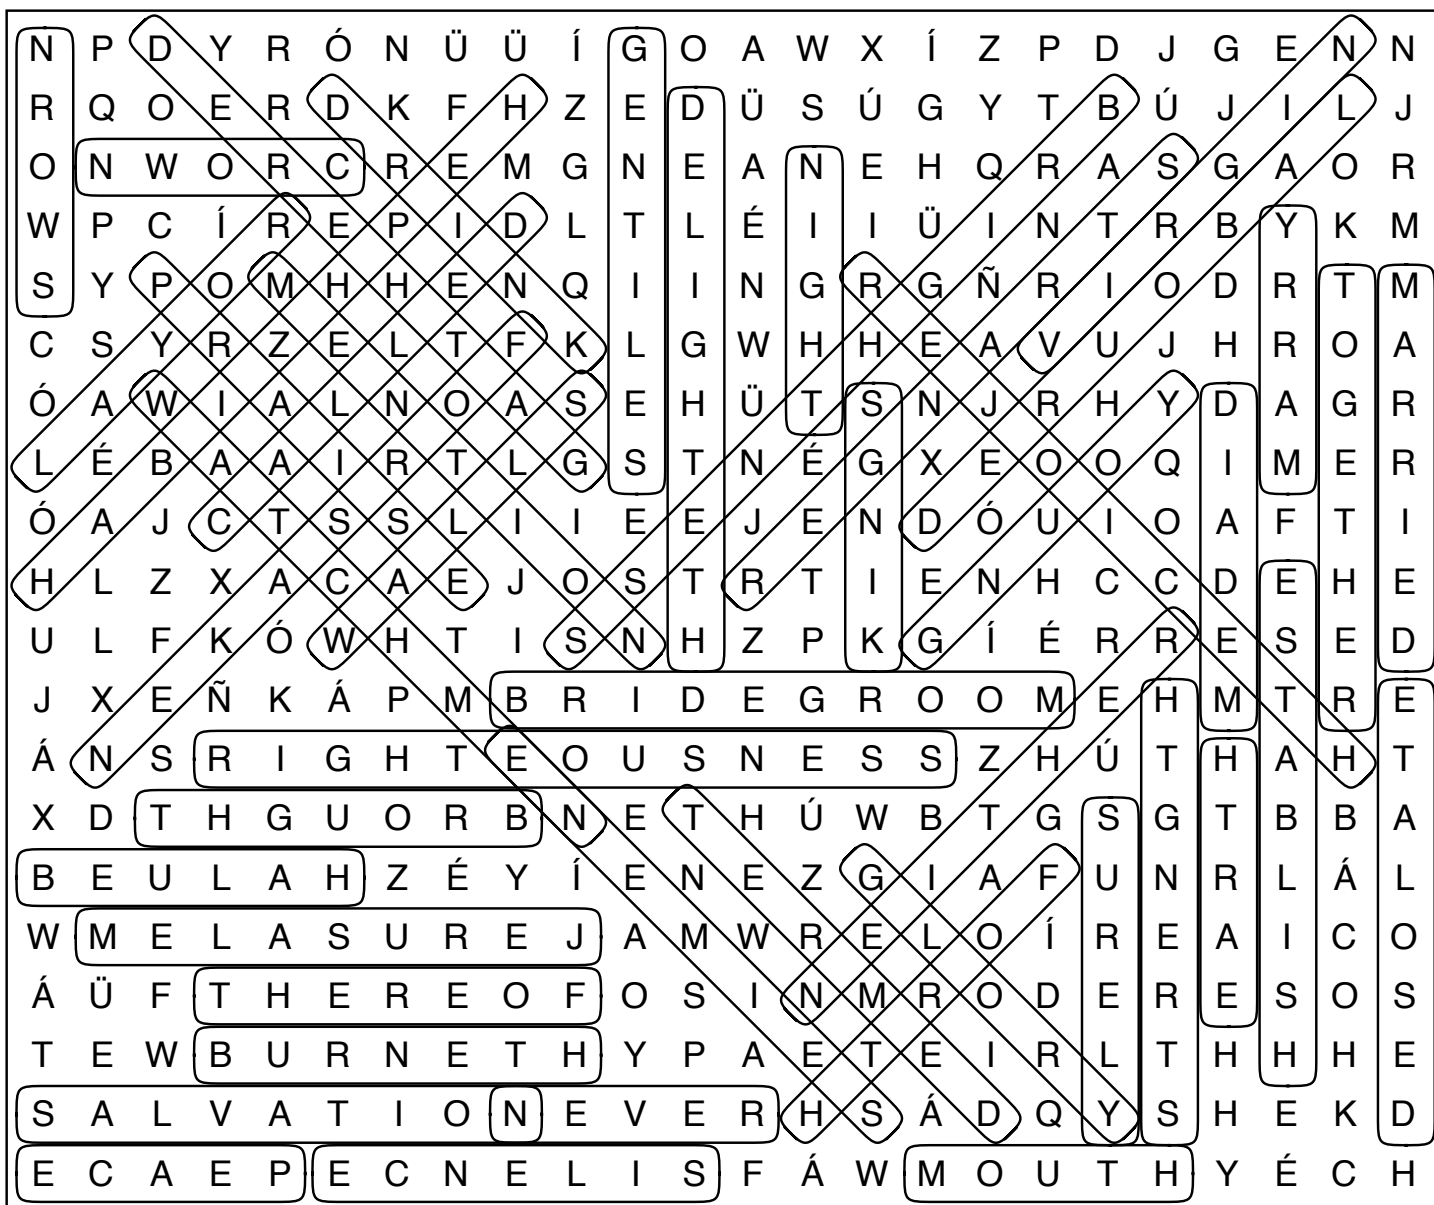 N P D Y R Ó N Ü Ü Í G O A W X Í Z P D J G E N N
R Q O E R D K F H Z E D Ü S Ú G Y T B Ú J I L J
O N W O R C R E M G N E A N E H Q R A S G A O R
W P C Í R E P I D L T L É I I Ü I N T R B Y K M
S Y P O M H H E N Q I I N G R G Ñ R I O D R T M
C S Y R Z E L T F K L G W H H E A V U J H R O A
Ó A W I A L N O A S E H Ü T S N J R H Y D A G R
L É B A A I R T L G S T N É G X E O O Q I M E R
Ó A J C T S S L I I E E J E N D Ó U I O A F T I
H L Z X A C A E J O S T R T I E N H C C D E H E
U L F K Ó W H T I S N H Z P K G Í É R R E S E D
J X E Ñ K Á P M B R I D E G R O O M E H M T R E
Á N S R I G H T E O U S N E S S Z H Ú T H A H T
X D T H G U O R B N E T H Ú W B T G S G T B B A
B E U L A H Z É Y Í E N E Z G I A F U N R L Á L
W M E L A S U R E J A M W R E L O Í R E A I C O
Á Ü F T H E R E O F O S I N M R O D E R E S O S
T E W B U R N E T H Y P A E T E I R L T H H H E
S A L V A T I O N E V E R H S Á D Q Y S H E K D
E C A E P E C N E L I S F Á W M O U T H Y É C H